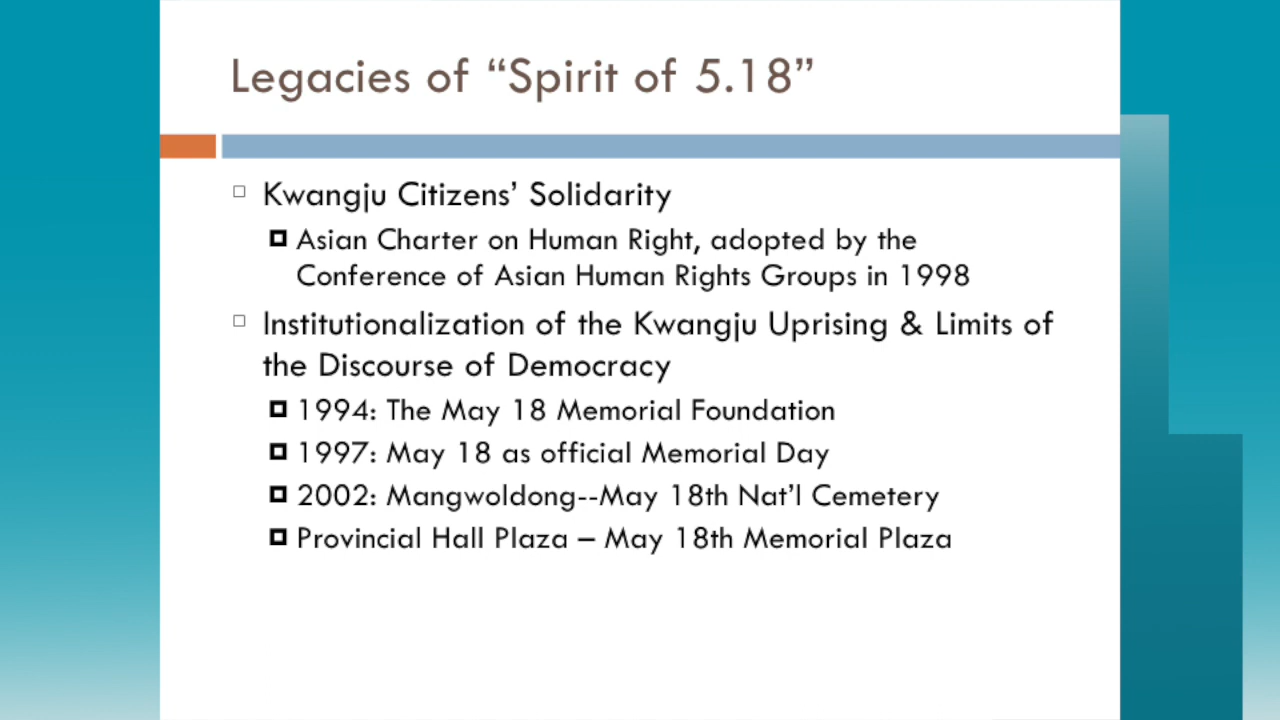 Legacies of “Spirit of 5.18”
Kwangju Citizens’ Solidarity
Asian Charter on Human Right, adopted by the
Conference of Asian Human Rights Groups in 1998
Institutionalization of the Kwangju Uprising & Limits of
the Discourse of Democracy
1994: The May 18 Memorial Foundation
1997: May 18 as official Memorial Day
2002: Mangwoldong--May 18th Nat’l Cemetery
Provincial Hall Plaza – May 18th Memorial Plaza